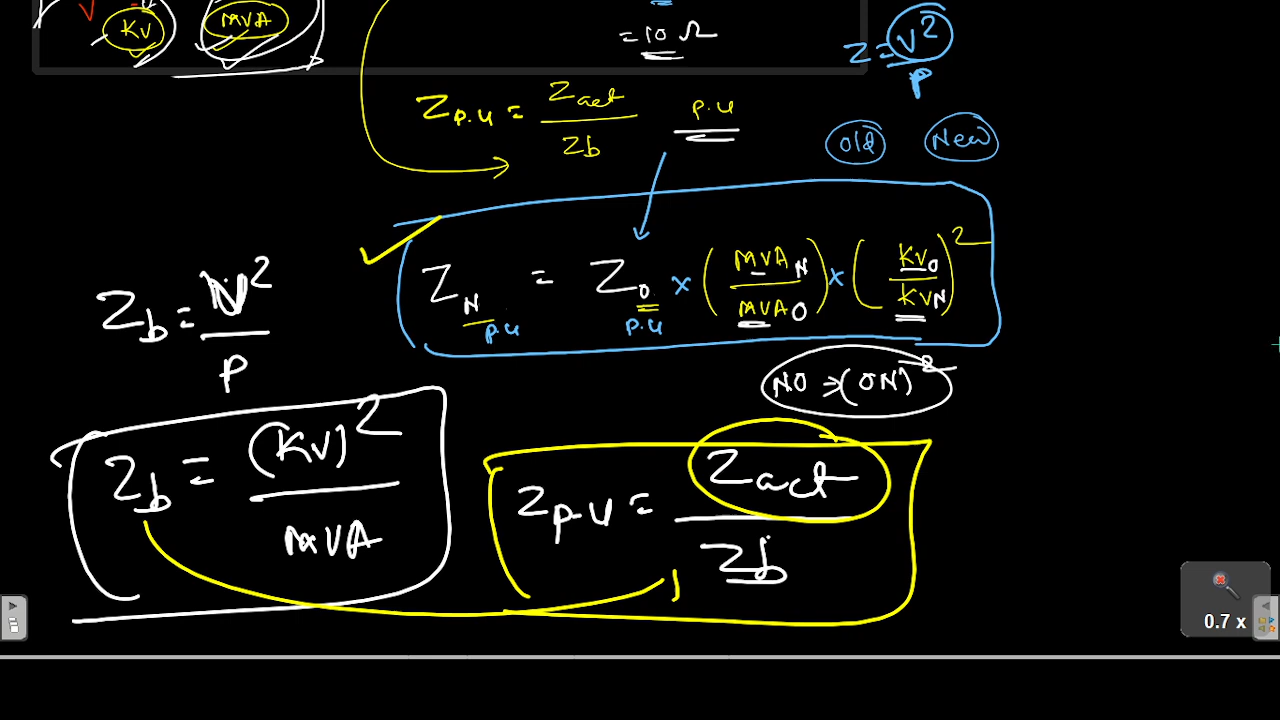 KV MVA
= 10 Ω
Z = V²/P
Z p.u = Zact/Zb p.u
Old New
ZN p.u = ZO p.u × (MVAN/MVAO) × (KVO/KVN)²
Zb = V²/P
NO → (ON)²
Zb = (KV)²/MVA
Zp.u = Zact/Zb
0.7 x